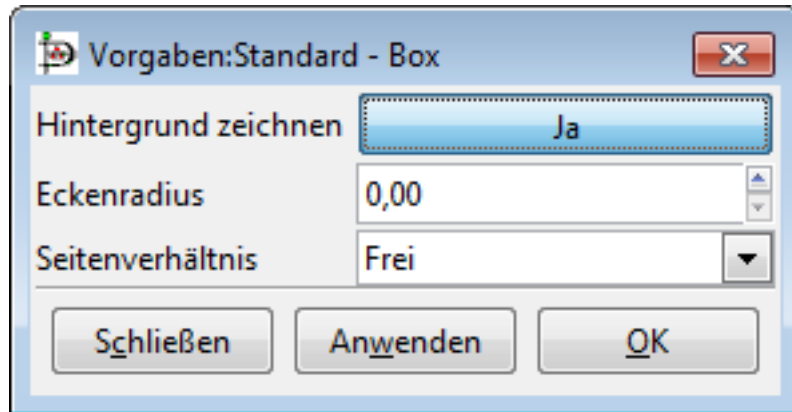 Vorgaben:Standard - Box
Hintergrund zeichnen Ja
Eckenradius 0,00
Seitenverhältnis Frei
Schließen Anwenden OK